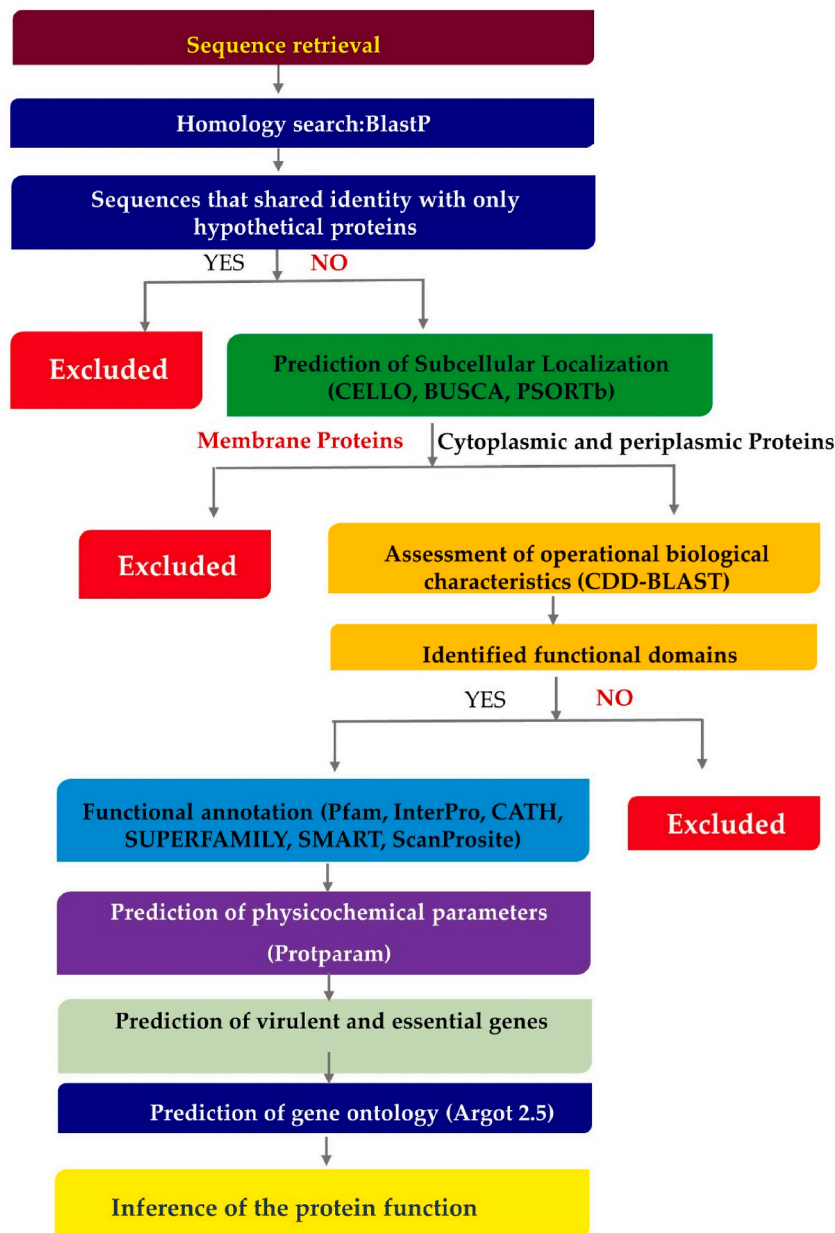 Sequence retrieval
Homology search:BlastP
Sequences that shared identity with only
hypothetical proteins
YES NO
Excluded
Prediction of Subcellular Localization
(CELLO, BUSCA, PSORTb)
Membrane Proteins Cytoplasmic and periplasmic Proteins
Excluded
Assessment of operational biological
characteristics (CDD-BLAST)
Identified functional domains
YES NO
Functional annotation (Pfam, InterPro, CATH,
SUPERFAMILY, SMART, ScanProsite)
Excluded
Prediction of physicochemical parameters
(Protparam)
Prediction of virulent and essential genes
Prediction of gene ontology (Argot 2.5)
Inference of the protein function